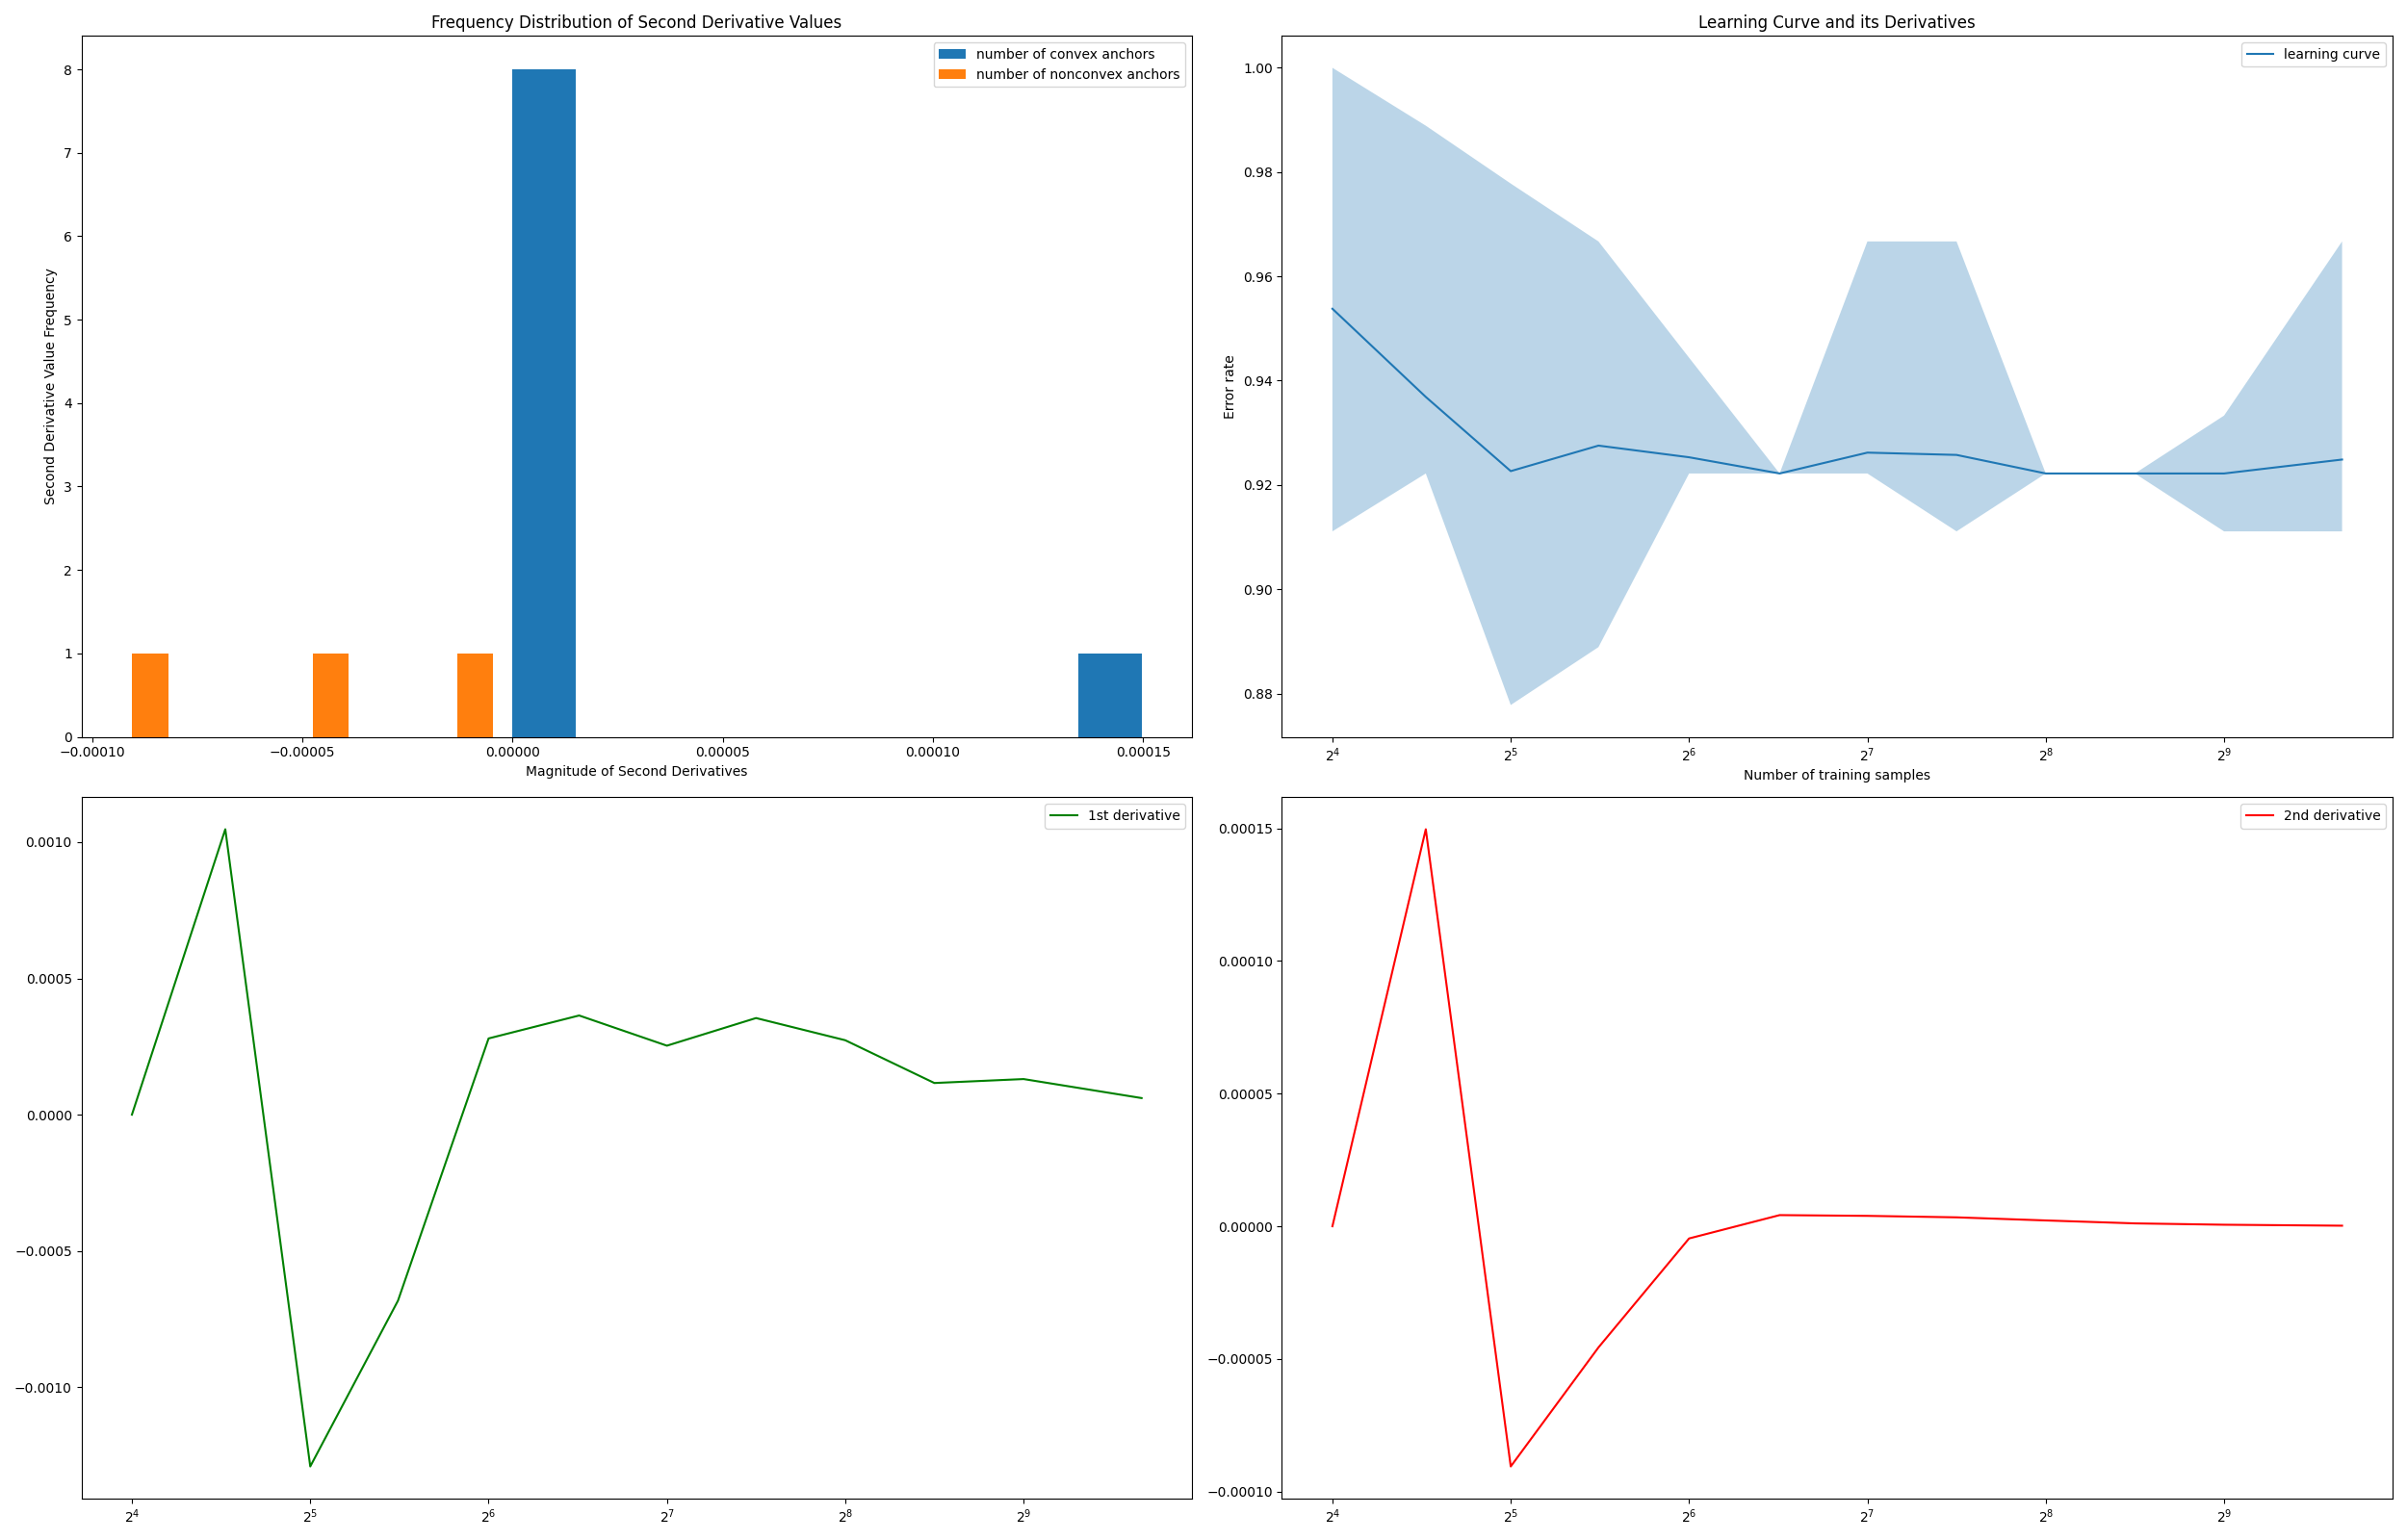 Frequency Distribution of Second Derivative Values
number of convex anchors
number of nonconvex anchors
Second Derivative Value Frequency
8
7
6
5
4
3
2
1
0
−0.00010 −0.00005 0.00000 0.00005 0.00010 0.00015
Magnitude of Second Derivatives
Learning Curve and its Derivatives
learning curve
Error rate
1.00
0.98
0.96
0.94
0.92
0.90
0.88
2⁴ 2⁵ 2⁶ 2⁷ 2⁸ 2⁹
Number of training samples
1st derivative
0.0010
0.0005
0.0000
−0.0005
−0.0010
2⁴ 2⁵ 2⁶ 2⁷ 2⁸ 2⁹
2nd derivative
0.00015
0.00010
0.00005
0.00000
−0.00005
−0.00010
2⁴ 2⁵ 2⁶ 2⁷ 2⁸ 2⁹